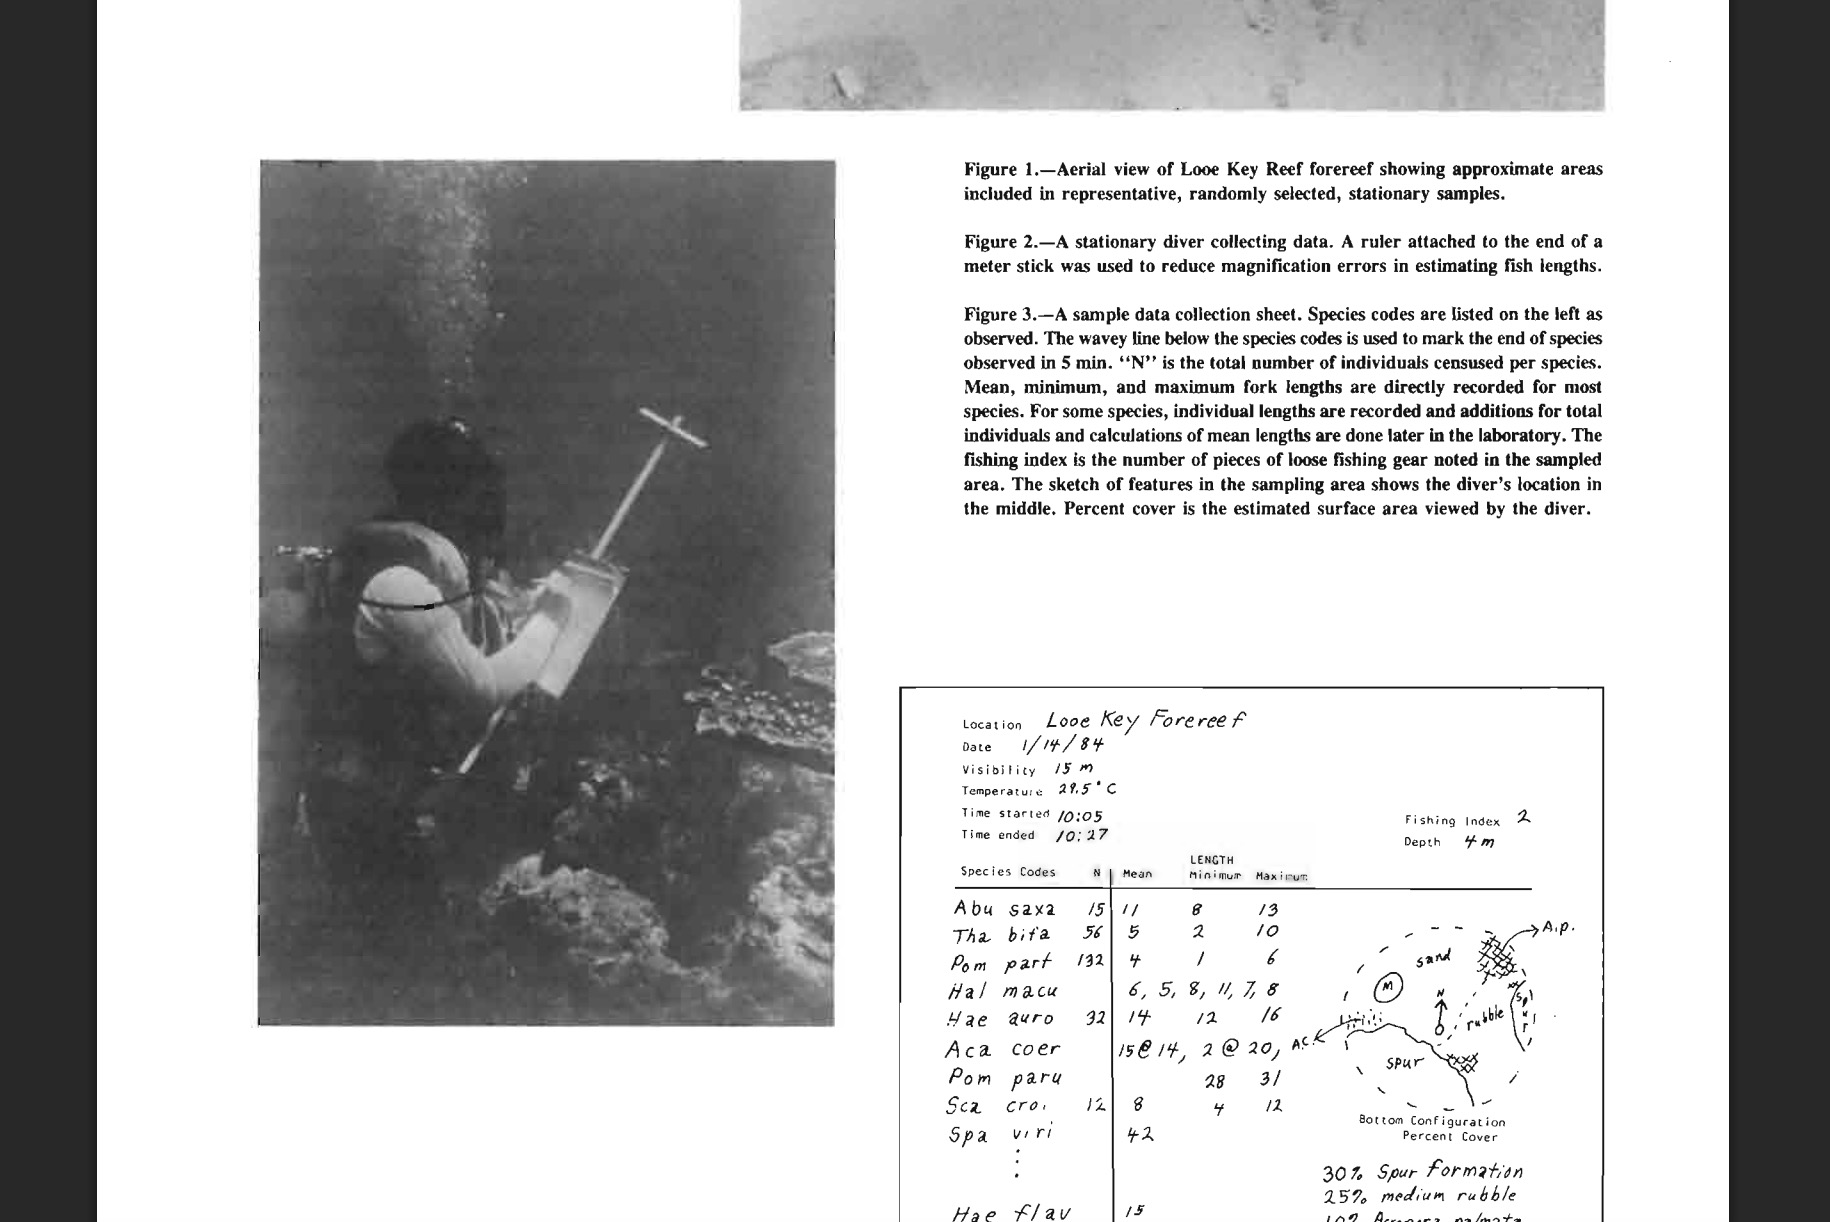 Figure 1.—Aerial view of Looe Key Reef forereef showing approximate areas
included in representative, randomly selected, stationary samples.
Figure 2.—A stationary diver collecting data. A ruler attached to the end of a
meter stick was used to reduce magnification errors in estimating fish lengths.
Figure 3.—A sample data collection sheet. Species codes are listed on the left as
observed. The wavey line below the species codes is used to mark the end of species
observed in 5 min. “N” is the total number of individuals censused per species.
Mean, minimum, and maximum fork lengths are directly recorded for most
species. For some species, individual lengths are recorded and additions for total
individuals and calculations of mean lengths are done later in the laboratory. The
fishing index is the number of pieces of loose fishing gear noted in the sampled
area. The sketch of features in the sampling area shows the diver's location in
the middle. Percent cover is the estimated surface area viewed by the diver.
Location Looe Key Forereef
Date 1/14/84
Visibility 15 m
Temperature 29.5°C
Time started 10:05
Time ended 10:27
Fishing Index 2
Depth 4 m
LENGTH
Species Codes N Mean Minimum Maximum
Abu saxa 15 11 8 13
Tha bifa 56 5 2 10
Pom part 132 4 1 6
Hal macu 6, 5, 8, 11, 7, 8
Hae auro 32 14 12 16
Aca coer 15@14, 2@20,
Pom paru 28 31
Sca croi 12 8 4 12
Spa viri 42
Hae flav 15
A.p.
sand
M
N
rubble
Spur
A.C.
spur
Bottom Configuration
Percent Cover
30% Spur Formation
25% medium rubble
10% Acropora palmata